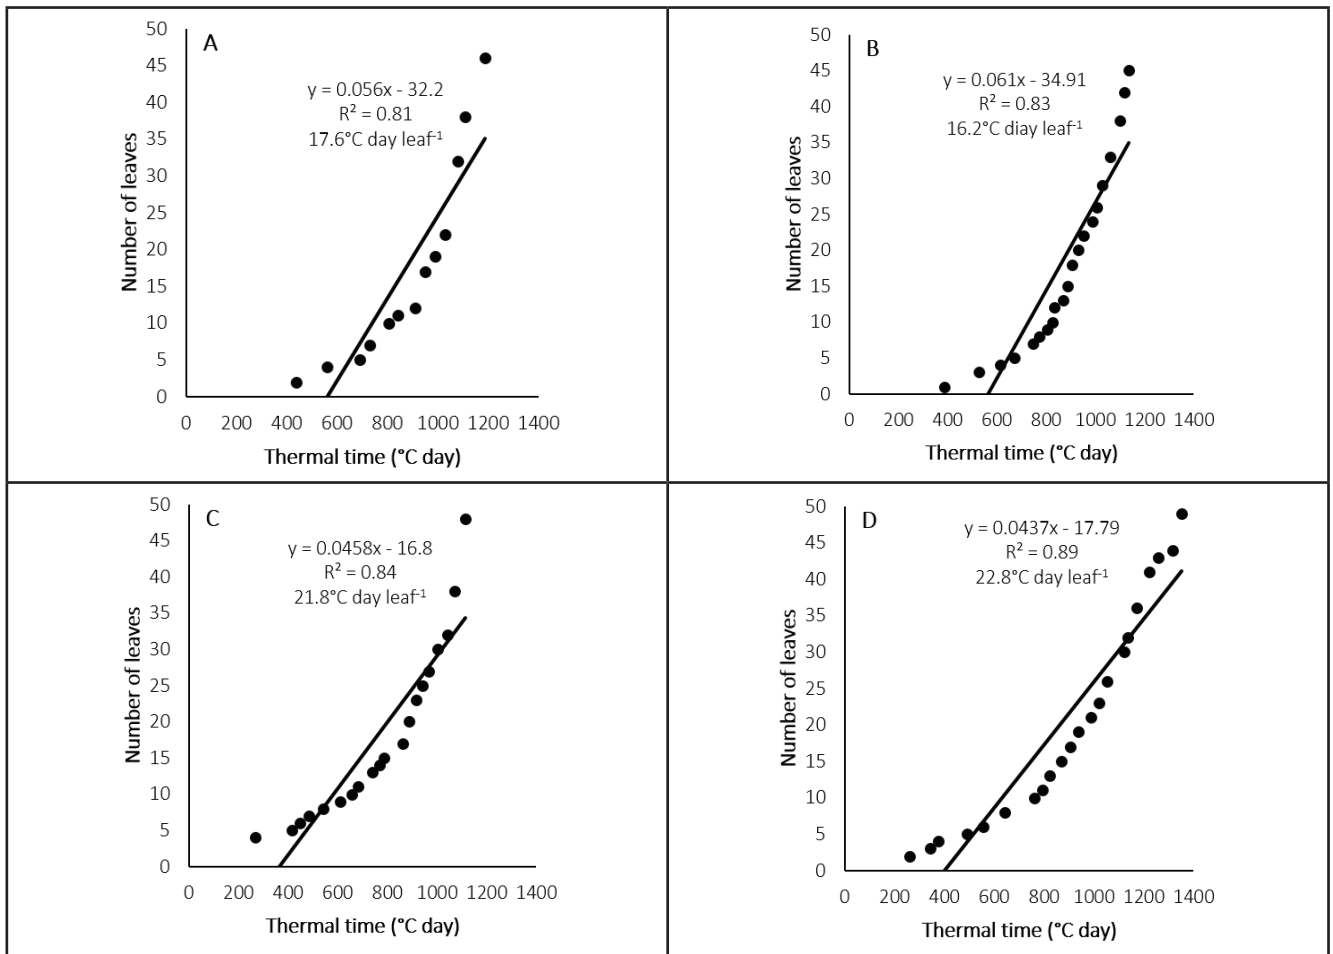 A
y = 0.056x - 32.2
R² = 0.81
17.6°C day leaf⁻¹
50
45
40
35
30
25
20
15
10
5
0
Number of leaves
0 200 400 600 800 1000 1200 1400
Thermal time (°C day)
B
y = 0.061x - 34.91
R² = 0.83
16.2°C diay leaf⁻¹
50
45
40
35
30
25
20
15
10
5
0
Number of leaves
0 200 400 600 800 1000 1200 1400
Thermal time (°C day)
C
y = 0.0458x - 16.8
R² = 0.84
21.8°C day leaf⁻¹
50
45
40
35
30
25
20
15
10
5
0
Number of leaves
0 200 400 600 800 1000 1200 1400
Thermal time (°C day)
D
y = 0.0437x - 17.79
R² = 0.89
22.8°C day leaf⁻¹
50
45
40
35
30
25
20
15
10
5
0
Number of leaves
0 200 400 600 800 1000 1200 1400
Thermal time (°C day)